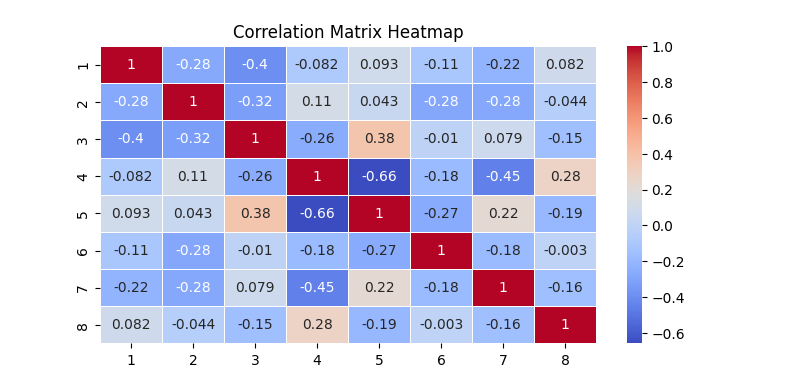 Correlation Matrix Heatmap
1 1 -0.28 -0.4 -0.082 0.093 -0.11 -0.22 0.082
2 -0.28 1 -0.32 0.11 0.043 -0.28 -0.28 -0.044
3 -0.4 -0.32 1 -0.26 0.38 -0.01 0.079 -0.15
4 -0.082 0.11 -0.26 1 -0.66 -0.18 -0.45 0.28
5 0.093 0.043 0.38 -0.66 1 -0.27 0.22 -0.19
6 -0.11 -0.28 -0.01 -0.18 -0.27 1 -0.18 -0.003
7 -0.22 -0.28 0.079 -0.45 0.22 -0.18 1 -0.16
8 0.082 -0.044 -0.15 0.28 -0.19 -0.003 -0.16 1
1 2 3 4 5 6 7 8
1.0
0.8
0.6
0.4
0.2
0.0
−0.2
−0.4
−0.6